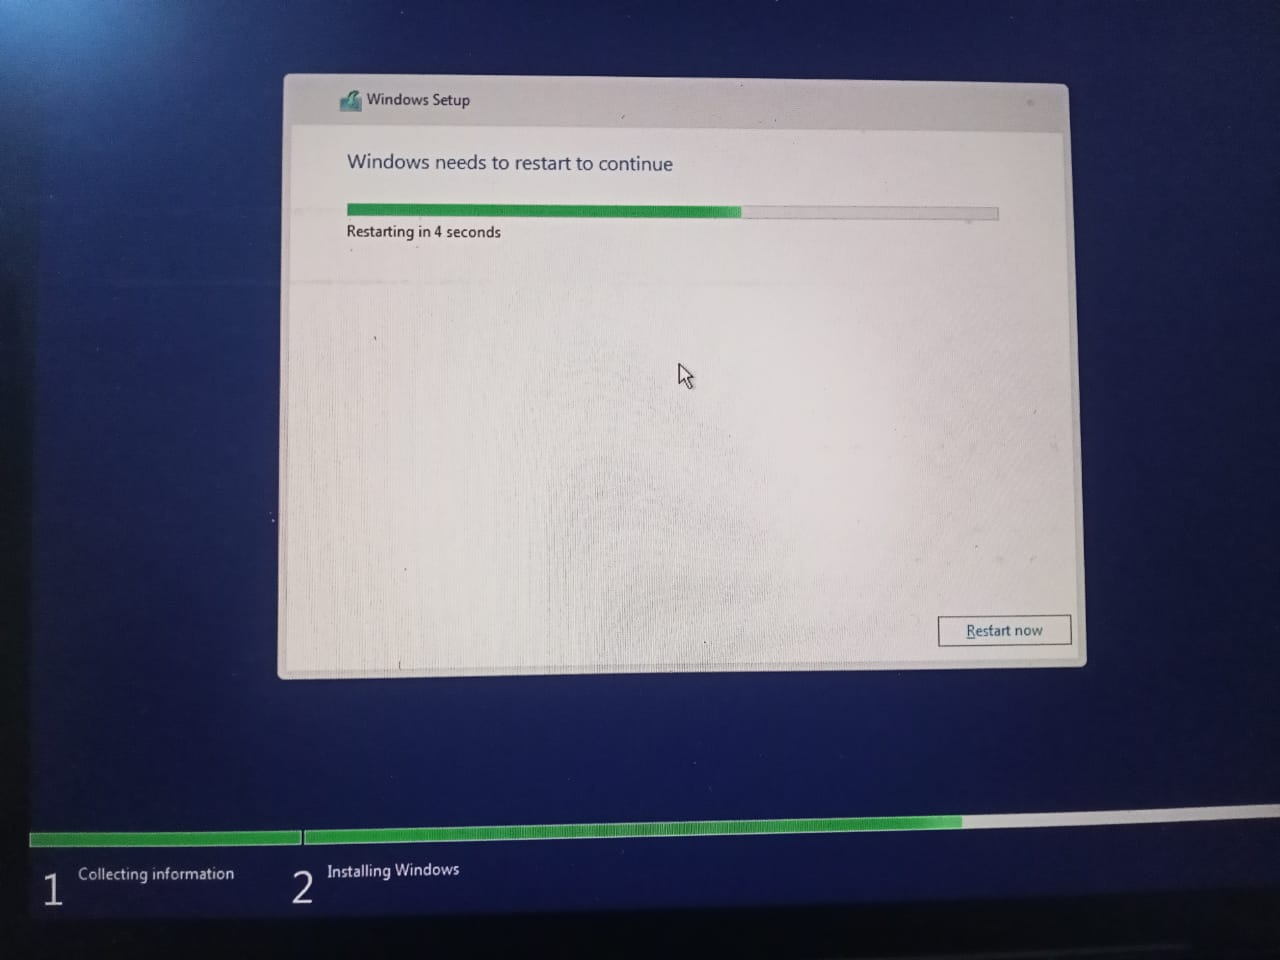 Windows Setup
Windows needs to restart to continue
Restarting in 4 seconds
Restart now
1 Collecting information
2 Installing Windows